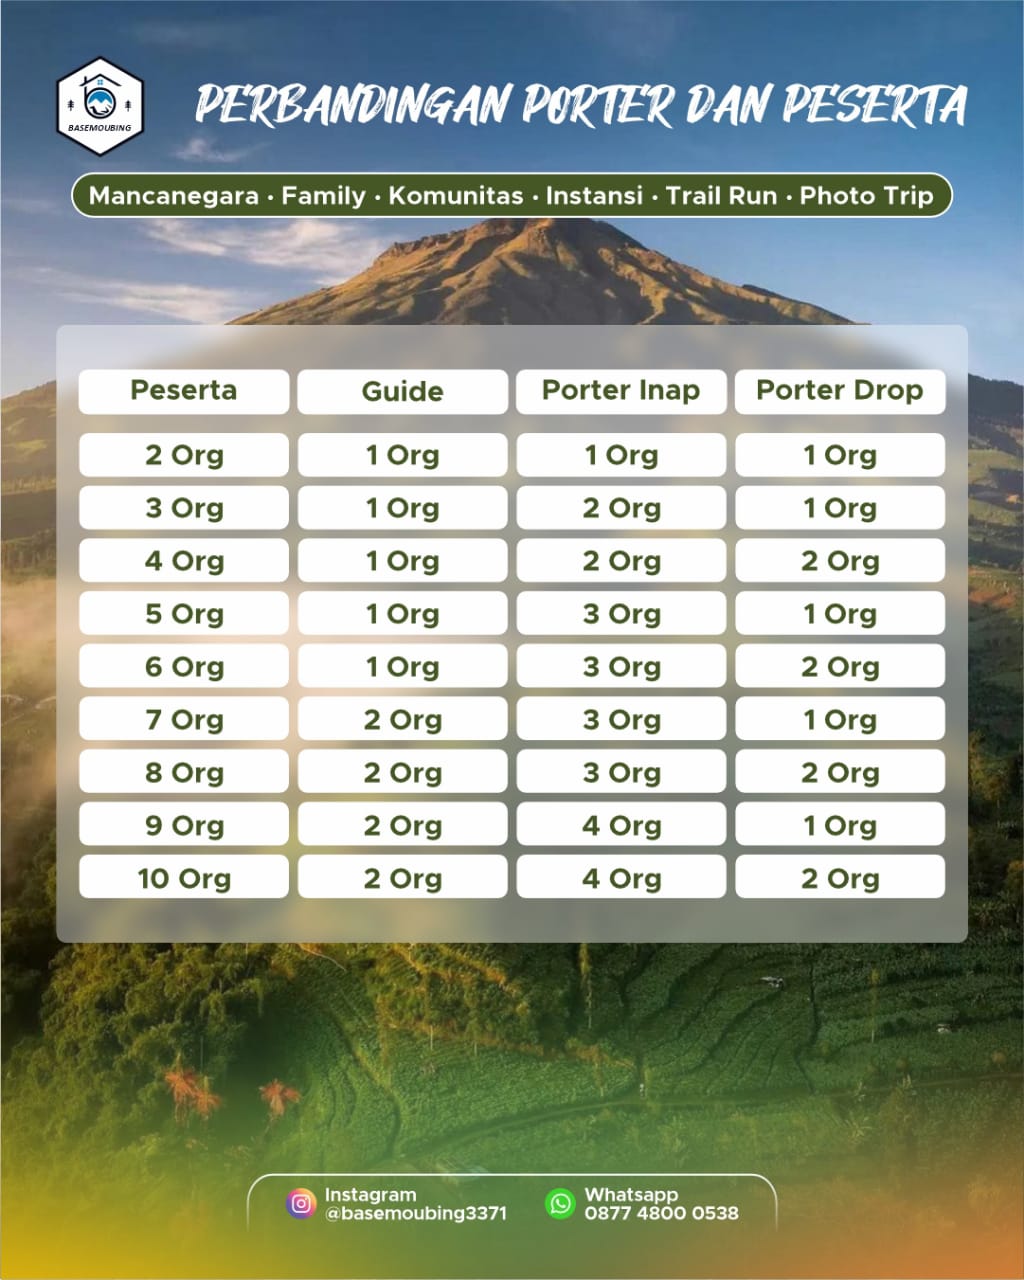 BASEMOUBING
PERBANDINGAN PORTER DAN PESERTA
Mancanegara • Family • Komunitas • Instansi • Trail Run • Photo Trip
Peserta Guide Porter Inap Porter Drop
2 Org 1 Org 1 Org 1 Org
3 Org 1 Org 2 Org 1 Org
4 Org 1 Org 2 Org 2 Org
5 Org 1 Org 3 Org 1 Org
6 Org 1 Org 3 Org 2 Org
7 Org 2 Org 3 Org 1 Org
8 Org 2 Org 3 Org 2 Org
9 Org 2 Org 4 Org 1 Org
10 Org 2 Org 4 Org 2 Org
Instagram
@basemoubing3371
Whatsapp
0877 4800 0538